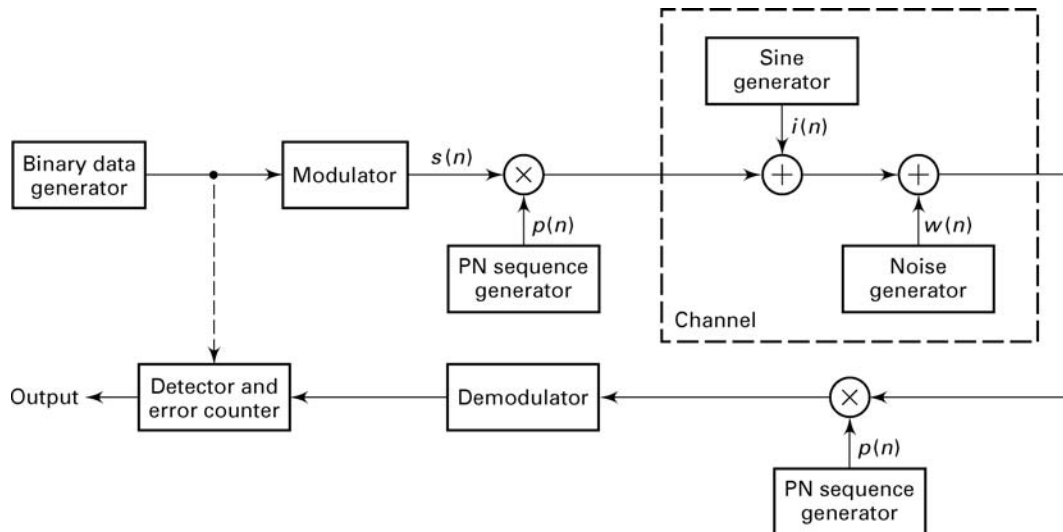 Sine
generator
i(n)
Binary data
generator
Modulator
s(n)
×
+
+
p(n)
w(n)
PN sequence
generator
Noise
generator
Channel
Output
Detector and
error counter
Demodulator
×
p(n)
PN sequence
generator